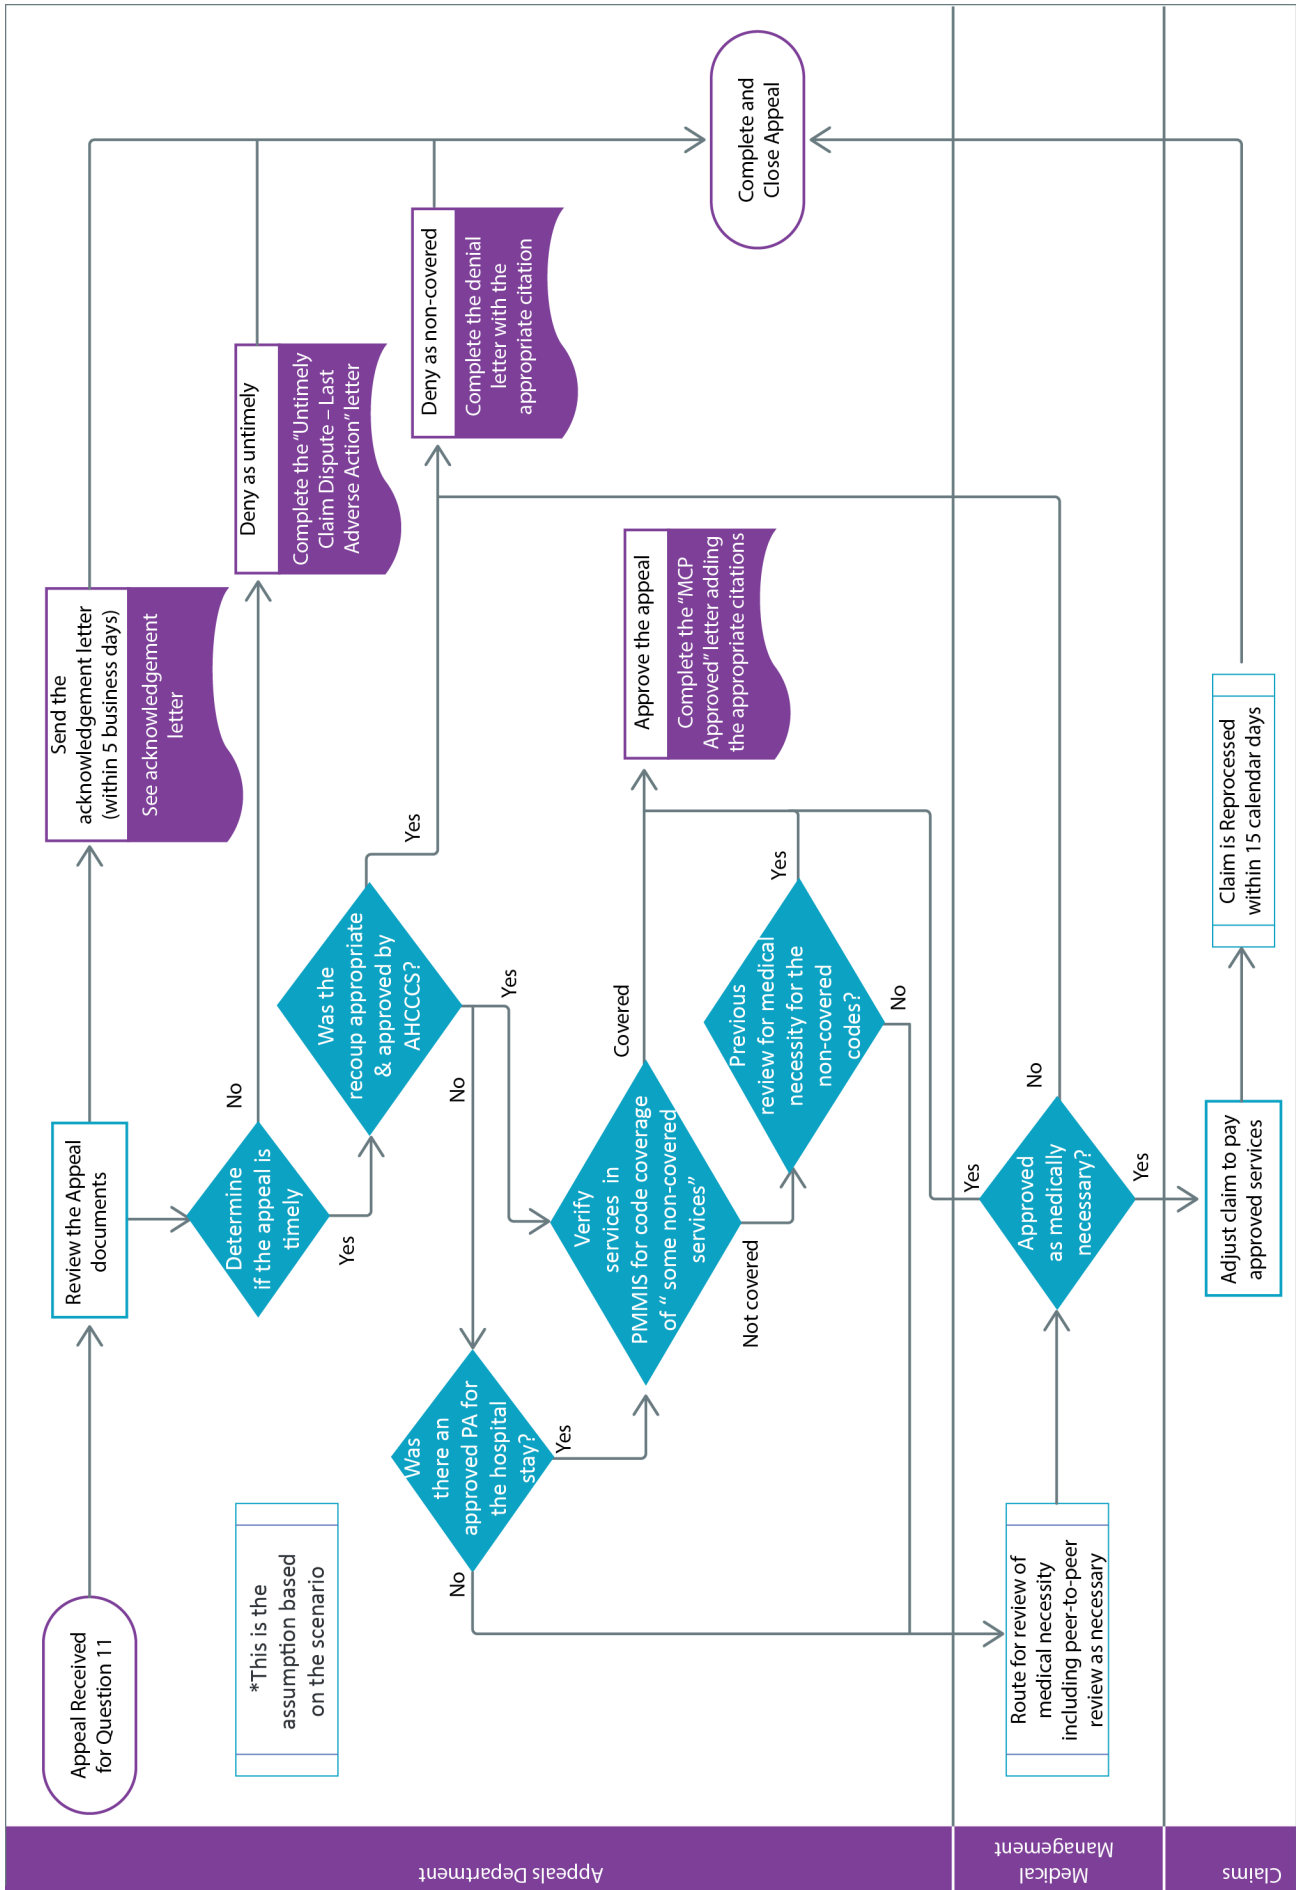 Appeals Department
Medical
Management
Claims
Appeal Received
for Question 11
Review the Appeal
documents
Send the
acknowledgement letter
(within 5 business days)
See acknowledgement
letter
*This is the
assumption based
on the scenario
Determine
if the appeal is
timely
No
Yes
Deny as untimely
Complete the “Untimely
Claim Dispute – Last
Adverse Action” letter
Was the
recoup appropriate
& approved by
AHCCCS?
Yes
No
Yes
Deny as non-covered
Complete the denial
letter with the
appropriate citation
Was
there an
approved PA for
the hospital
stay?
No
Yes
Verify
services in
PMMIS for code coverage
of “ some non-covered
services”
Covered
Not covered
Approve the appeal
Complete the “MCP
Approved” letter adding
the appropriate citations
Previous
review for medical
necessity for the
non-covered
codes?
Yes
No
Complete and
Close Appeal
Route for review of
medical necessity
including peer-to-peer
review as necessary
Approved
as medically
necessary?
Yes
No
Yes
Adjust claim to pay
approved services
Claim is Reprocessed
within 15 calendar days